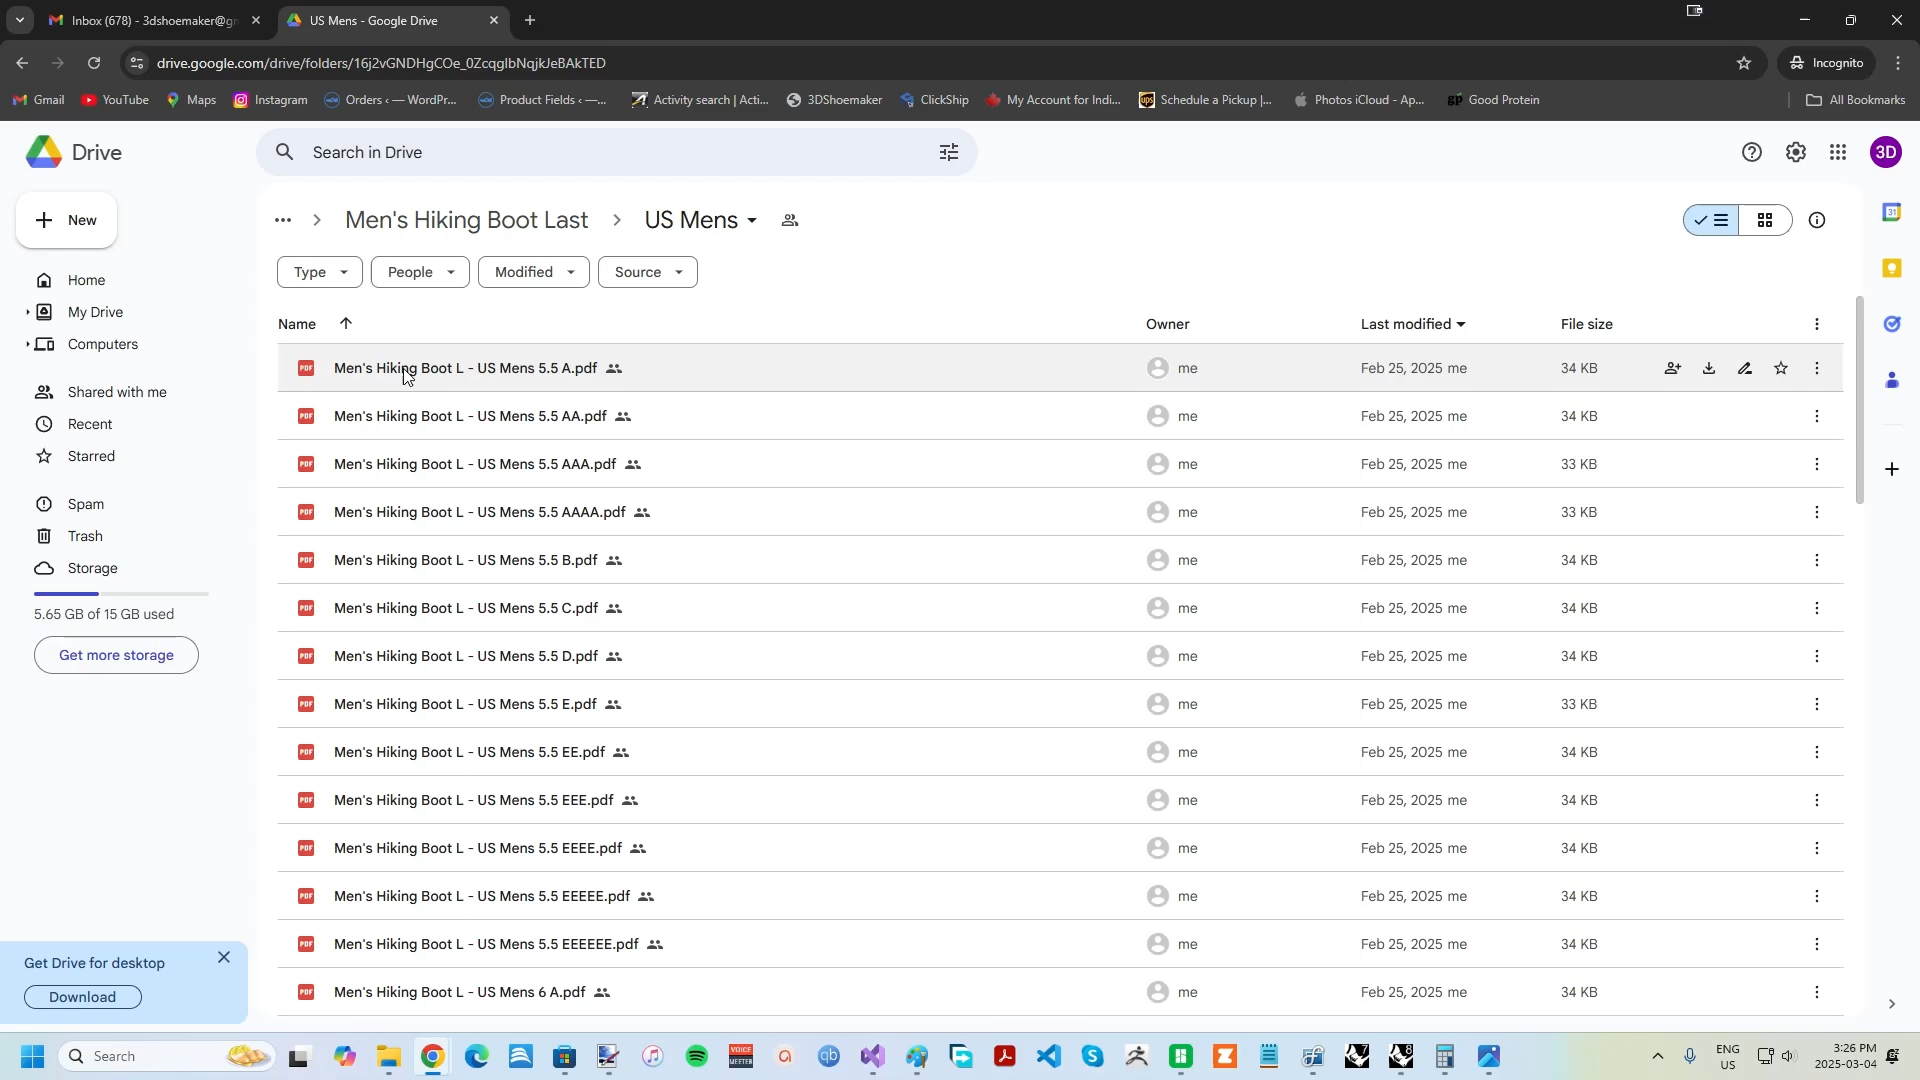 Inbox (678) - 3dshoemaker@gm
US Mens - Google Drive
drive.google.com/drive/folders/16j2vGNDHgCOe_0ZcqglbNqjkJeBAkTED
Incognito
Gmail
YouTube
Maps
Instagram
Orders ‹ — WordPr...
Product Fields ‹ —...
Activity search | Acti...
3DShoemaker
ClickShip
My Account for Indi...
Schedule a Pickup |...
Photos iCloud - Ap...
Good Protein
All Bookmarks
Drive
Search in Drive
3D
New
Men's Hiking Boot Last
US Mens
Home
My Drive
Computers
Shared with me
Recent
Starred
Spam
Trash
Storage
5.65 GB of 15 GB used
Get more storage
Type
People
Modified
Source
Name Owner Last modified File size
Men's Hiking Boot L - US Mens 5.5 A.pdf me Feb 25, 2025 me 34 KB
Men's Hiking Boot L - US Mens 5.5 AA.pdf me Feb 25, 2025 me 34 KB
Men's Hiking Boot L - US Mens 5.5 AAA.pdf me Feb 25, 2025 me 33 KB
Men's Hiking Boot L - US Mens 5.5 AAAA.pdf me Feb 25, 2025 me 33 KB
Men's Hiking Boot L - US Mens 5.5 B.pdf me Feb 25, 2025 me 34 KB
Men's Hiking Boot L - US Mens 5.5 C.pdf me Feb 25, 2025 me 34 KB
Men's Hiking Boot L - US Mens 5.5 D.pdf me Feb 25, 2025 me 34 KB
Men's Hiking Boot L - US Mens 5.5 E.pdf me Feb 25, 2025 me 33 KB
Men's Hiking Boot L - US Mens 5.5 EE.pdf me Feb 25, 2025 me 34 KB
Men's Hiking Boot L - US Mens 5.5 EEE.pdf me Feb 25, 2025 me 34 KB
Men's Hiking Boot L - US Mens 5.5 EEEE.pdf me Feb 25, 2025 me 34 KB
Men's Hiking Boot L - US Mens 5.5 EEEEE.pdf me Feb 25, 2025 me 34 KB
Men's Hiking Boot L - US Mens 5.5 EEEEEE.pdf me Feb 25, 2025 me 34 KB
Men's Hiking Boot L - US Mens 6 A.pdf me Feb 25, 2025 me 34 KB
Get Drive for desktop
Download
Search
ENG
US
3:26 PM
2025-03-04